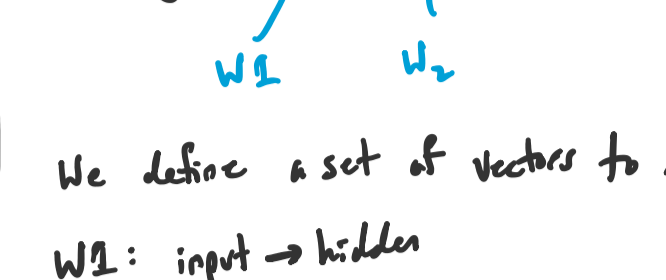 W1 W2
We define a set of vectors to
W1: input → hidden